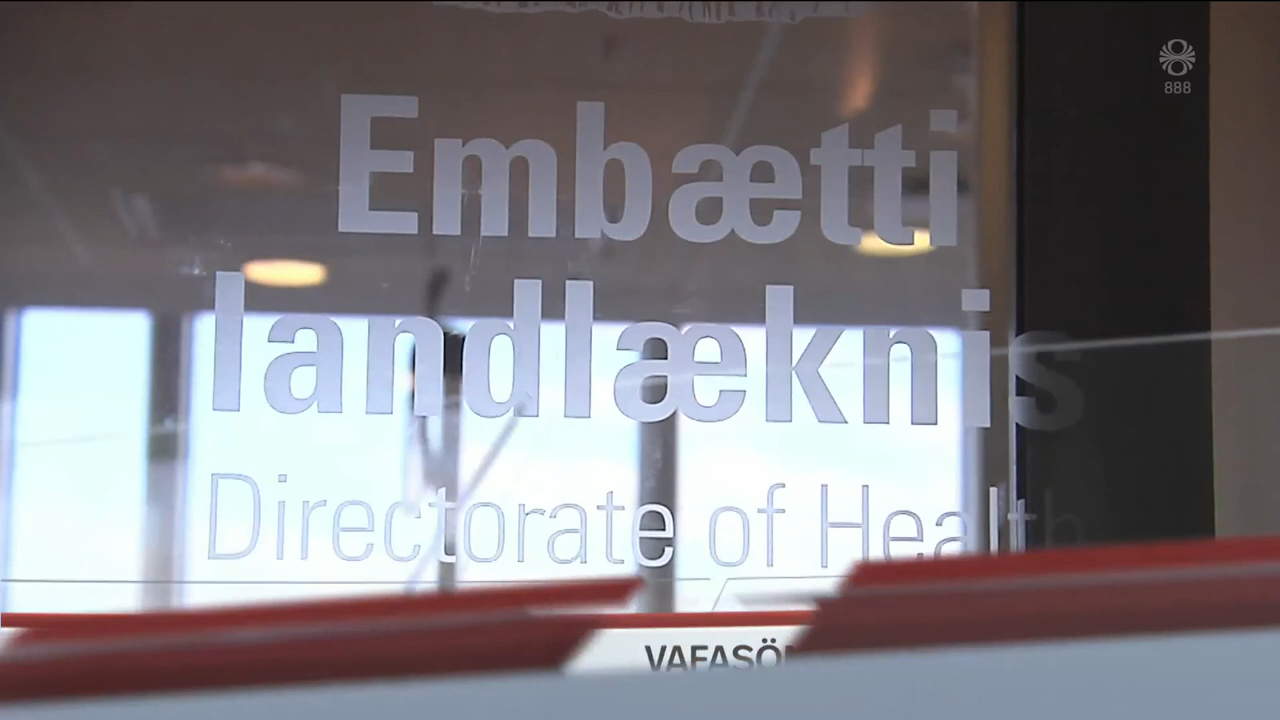 888
Embætti
landlæknis
Directorate of Health